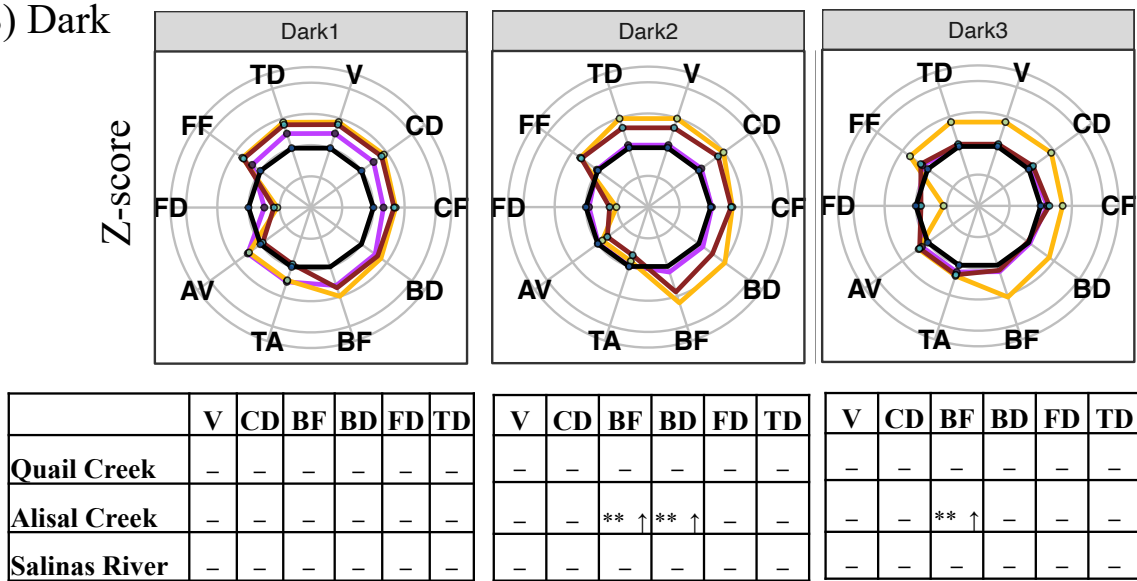 ) Dark
Dark1 Dark2 Dark3
Z-score
TD V CD CF BD BF TA AV FD FF
TD V CD CF BD BF TA AV FD FF
TD V CD CF BD BF TA AV FD FF
V CD BF BD FD TD V CD BF BD FD TD V CD BF BD FD TD
Quail Creek – – – – – – – – – – – – – – – – – –
Alisal Creek – – – – – – – – ** ↑ ** ↑ – – – – ** ↑ – – –
Salinas River – – – – – – – – – – – – – – – – – –